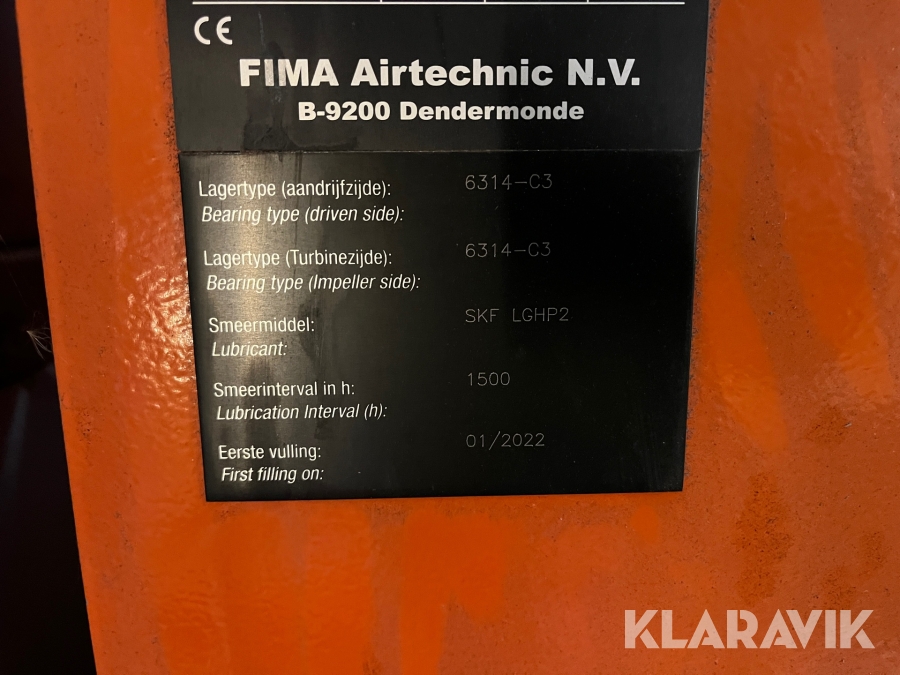 CE
FIMA Airtechnic N.V.
B-9200 Dendermonde
Lagertype (aandrijfzijde): 6314-C3
Bearing type (driven side):
Lagertype (Turbinezijde): 6314-C3
Bearing type (Impeller side):
Smeermiddel: SKF LGHP2
Lubricant:
Smeerinterval in h: 1500
Lubrication Interval (h):
Eerste vulling: 01/2022
First filling on:
KLARAVIK